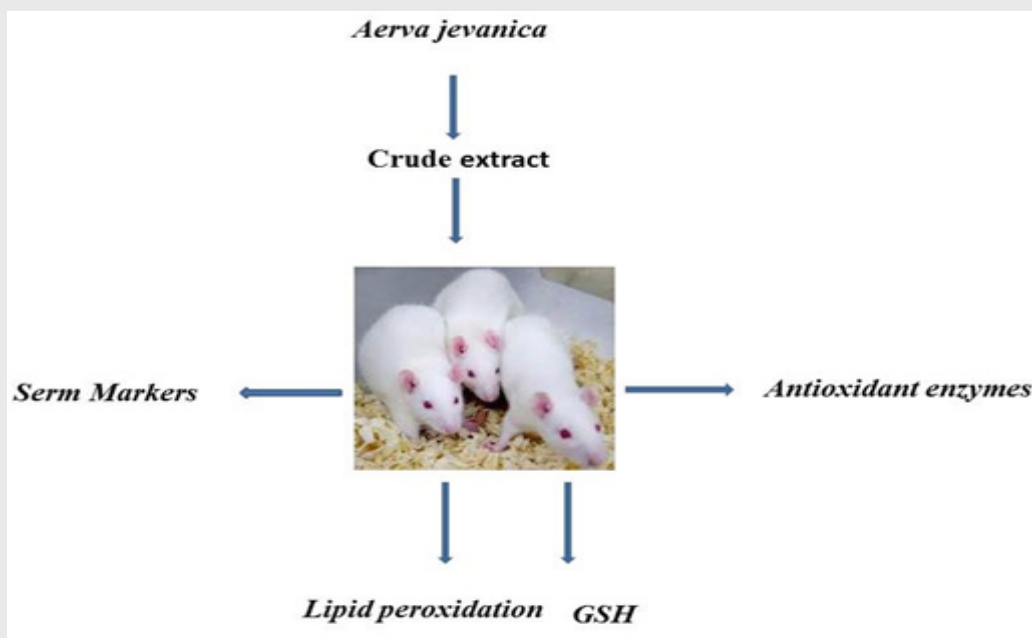 Aerva jevanica
Crude extract
Serm Markers
Antioxidant enzymes
Lipid peroxidation
GSH